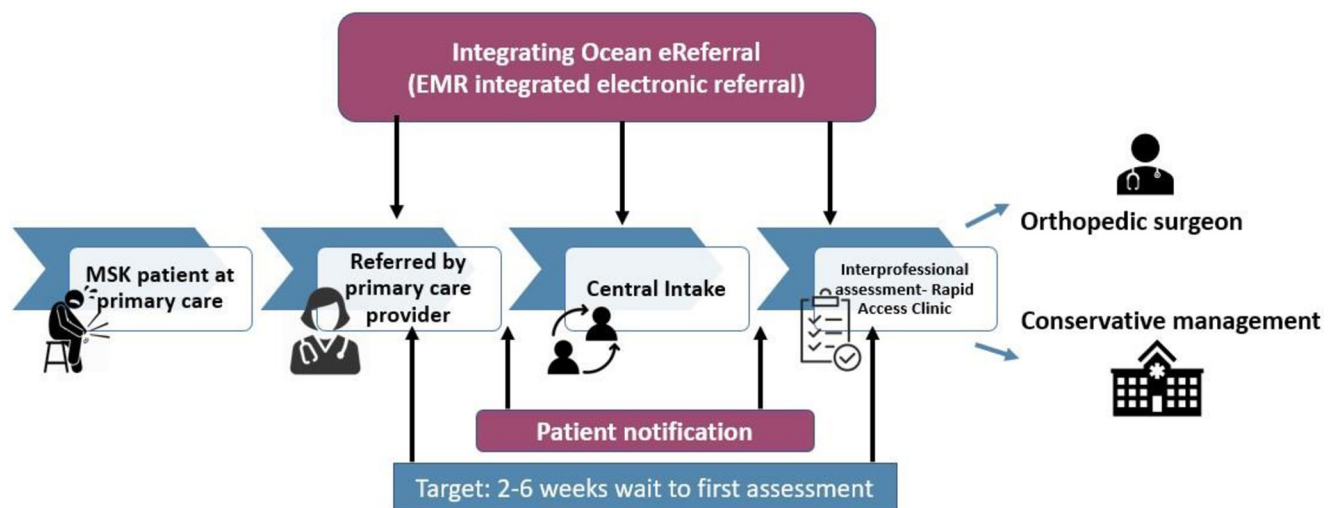 Integrating Ocean eReferral
(EMR integrated electronic referral)
MSK patient at
primary care
Referred by
primary care
provider
Central Intake
Interprofessional
assessment- Rapid
Access Clinic
Orthopedic surgeon
Conservative management
Patient notification
Target: 2-6 weeks wait to first assessment